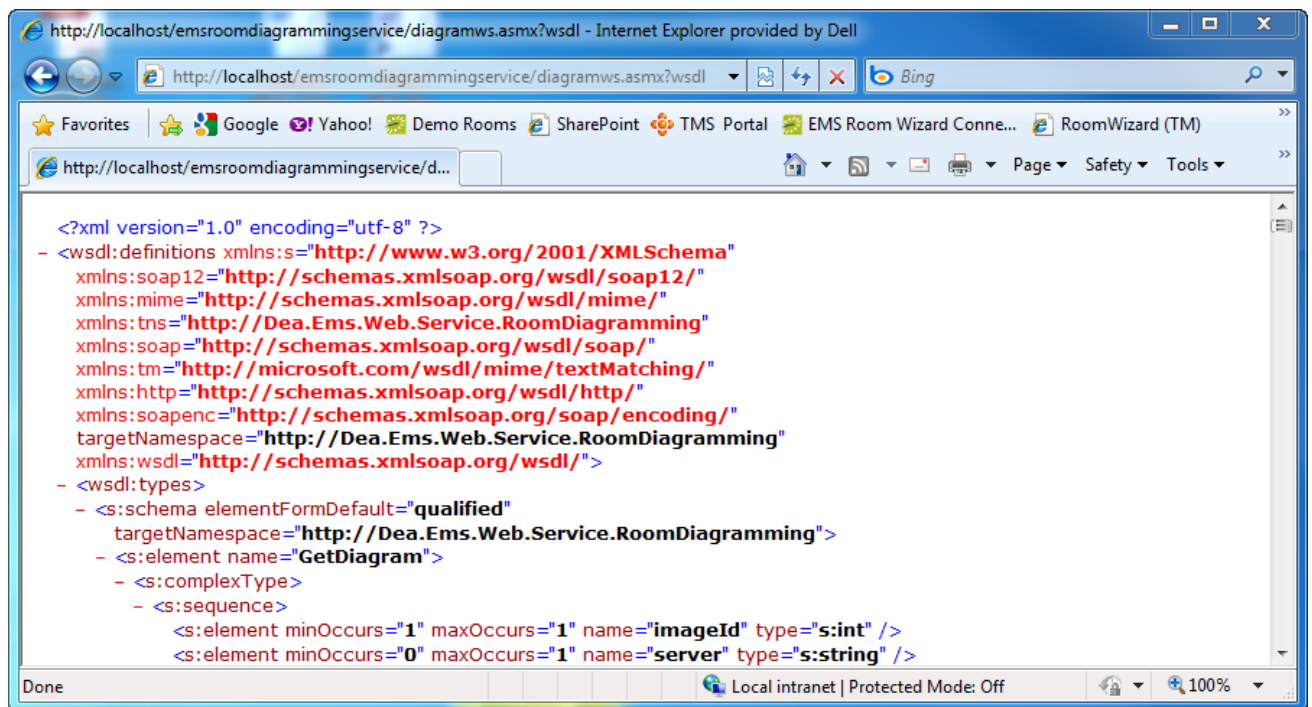 http://localhost/emsroomdiagrammingservice/diagramws.asmx?wsdl - Internet Explorer provided by Dell
http://localhost/emsroomdiagrammingservice/diagramws.asmx?wsdl Bing
Favorites Google Yahoo! Demo Rooms SharePoint TMS Portal EMS Room Wizard Conne... RoomWizard (TM)
http://localhost/emsroomdiagrammingservice/d... Page Safety Tools
<?xml version="1.0" encoding="utf-8" ?>
- <wsdl:definitions xmlns:s="http://www.w3.org/2001/XMLSchema"
xmlns:soap12="http://schemas.xmlsoap.org/wsdl/soap12/"
xmlns:mime="http://schemas.xmlsoap.org/wsdl/mime/"
xmlns:tns="http://Dea.Ems.Web.Service.RoomDiagramming"
xmlns:soap="http://schemas.xmlsoap.org/wsdl/soap/"
xmlns:tm="http://microsoft.com/wsdl/mime/textMatching/"
xmlns:http="http://schemas.xmlsoap.org/wsdl/http/"
xmlns:soapenc="http://schemas.xmlsoap.org/soap/encoding/"
targetNamespace="http://Dea.Ems.Web.Service.RoomDiagramming"
xmlns:wsdl="http://schemas.xmlsoap.org/wsdl/">
- <wsdl:types>
- <s:schema elementFormDefault="qualified"
targetNamespace="http://Dea.Ems.Web.Service.RoomDiagramming">
- <s:element name="GetDiagram">
- <s:complexType>
- <s:sequence>
<s:element minOccurs="1" maxOccurs="1" name="imageId" type="s:int" />
<s:element minOccurs="0" maxOccurs="1" name="server" type="s:string" />
Done Local intranet | Protected Mode: Off 100%